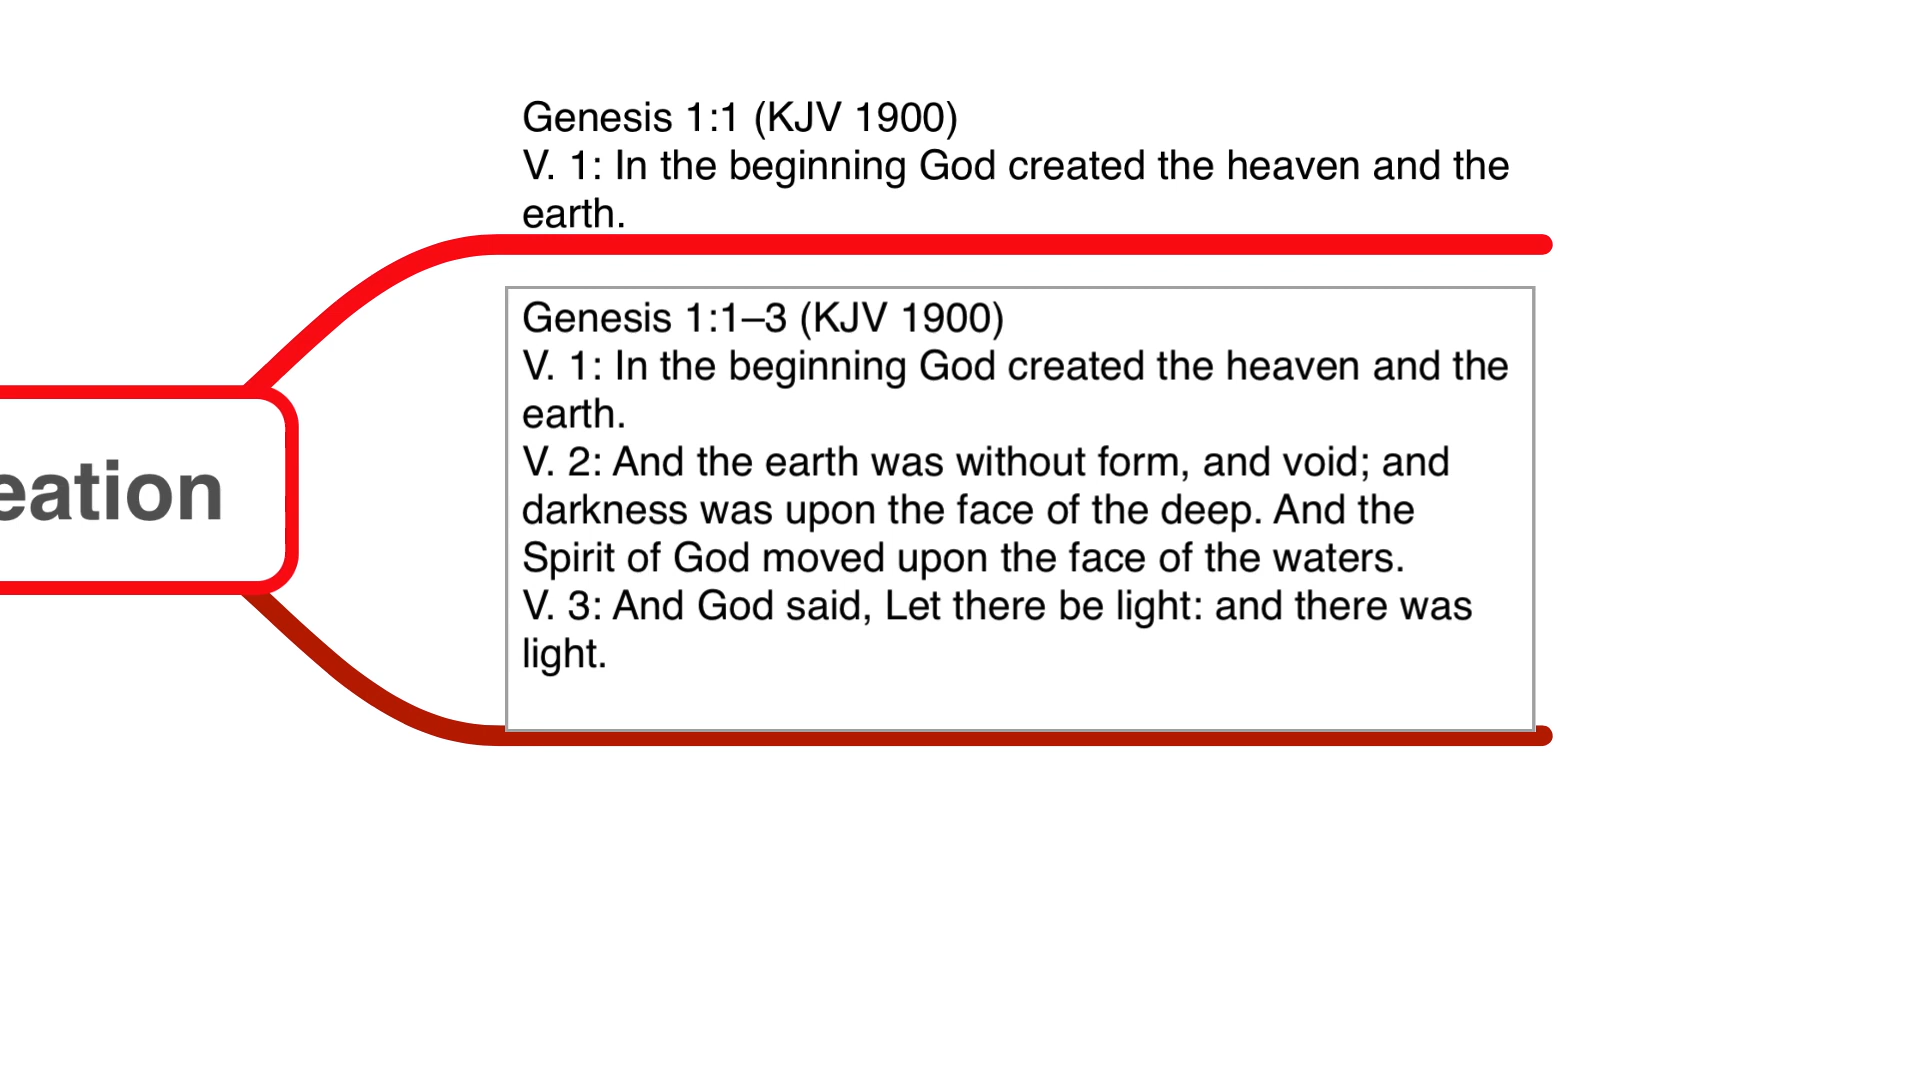 Genesis 1:1 (KJV 1900)
V. 1: In the beginning God created the heaven and the
earth.
eation
Genesis 1:1–3 (KJV 1900)
V. 1: In the beginning God created the heaven and the
earth.
V. 2: And the earth was without form, and void; and
darkness was upon the face of the deep. And the
Spirit of God moved upon the face of the waters.
V. 3: And God said, Let there be light: and there was
light.